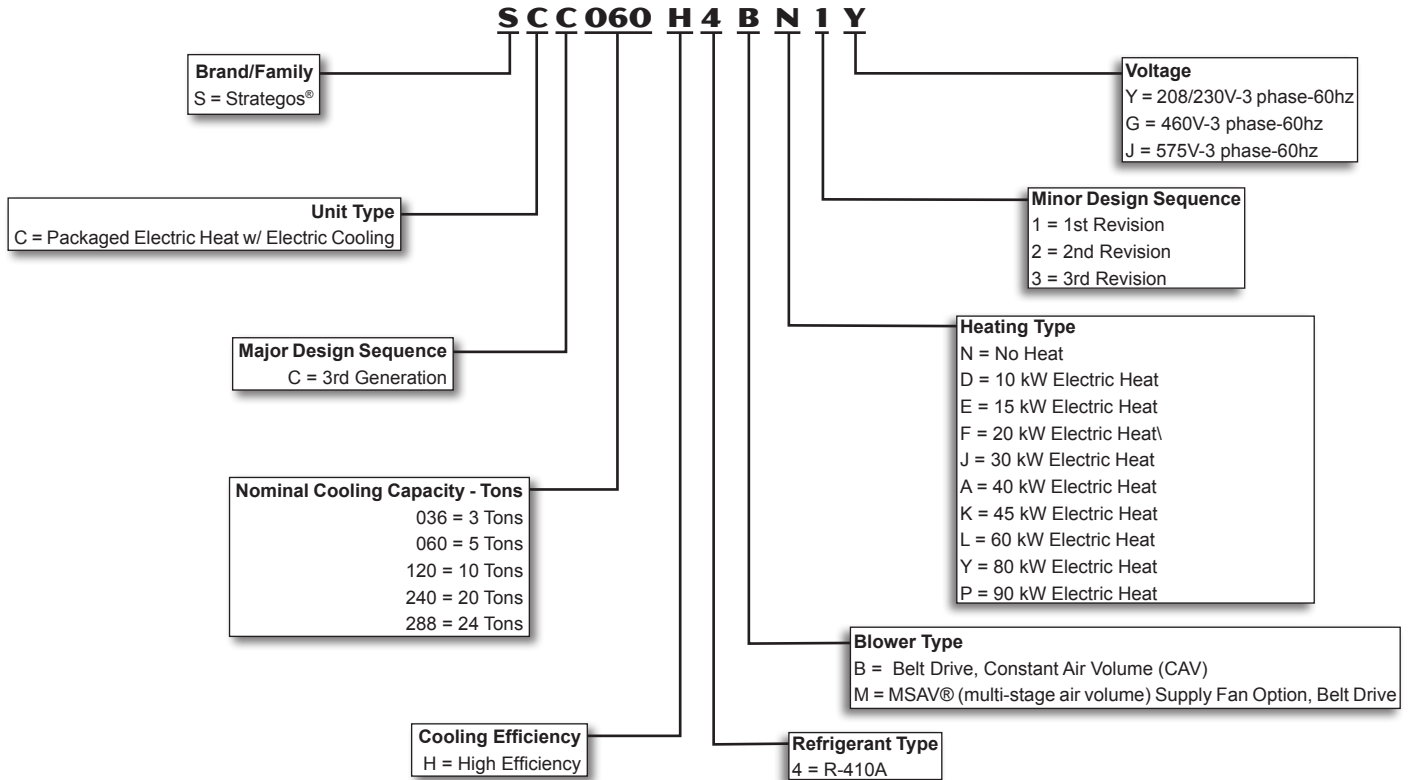 S C C 060 H 4 B N 1 Y
Brand/Family
S = Strategos®
Voltage
Y = 208/230V-3 phase-60hz
G = 460V-3 phase-60hz
J = 575V-3 phase-60hz
Unit Type
C = Packaged Electric Heat w/ Electric Cooling
Minor Design Sequence
1 = 1st Revision
2 = 2nd Revision
3 = 3rd Revision
Major Design Sequence
C = 3rd Generation
Heating Type
N = No Heat
D = 10 kW Electric Heat
E = 15 kW Electric Heat
F = 20 kW Electric Heat\
J = 30 kW Electric Heat
A = 40 kW Electric Heat
K = 45 kW Electric Heat
L = 60 kW Electric Heat
Y = 80 kW Electric Heat
P = 90 kW Electric Heat
Nominal Cooling Capacity - Tons
036 = 3 Tons
060 = 5 Tons
120 = 10 Tons
240 = 20 Tons
288 = 24 Tons
Blower Type
B =  Belt Drive, Constant Air Volume (CAV)
M = MSAV® (multi-stage air volume) Supply Fan Option, Belt Drive
Cooling Efficiency
H = High Efficiency
Refrigerant Type
4 = R-410A